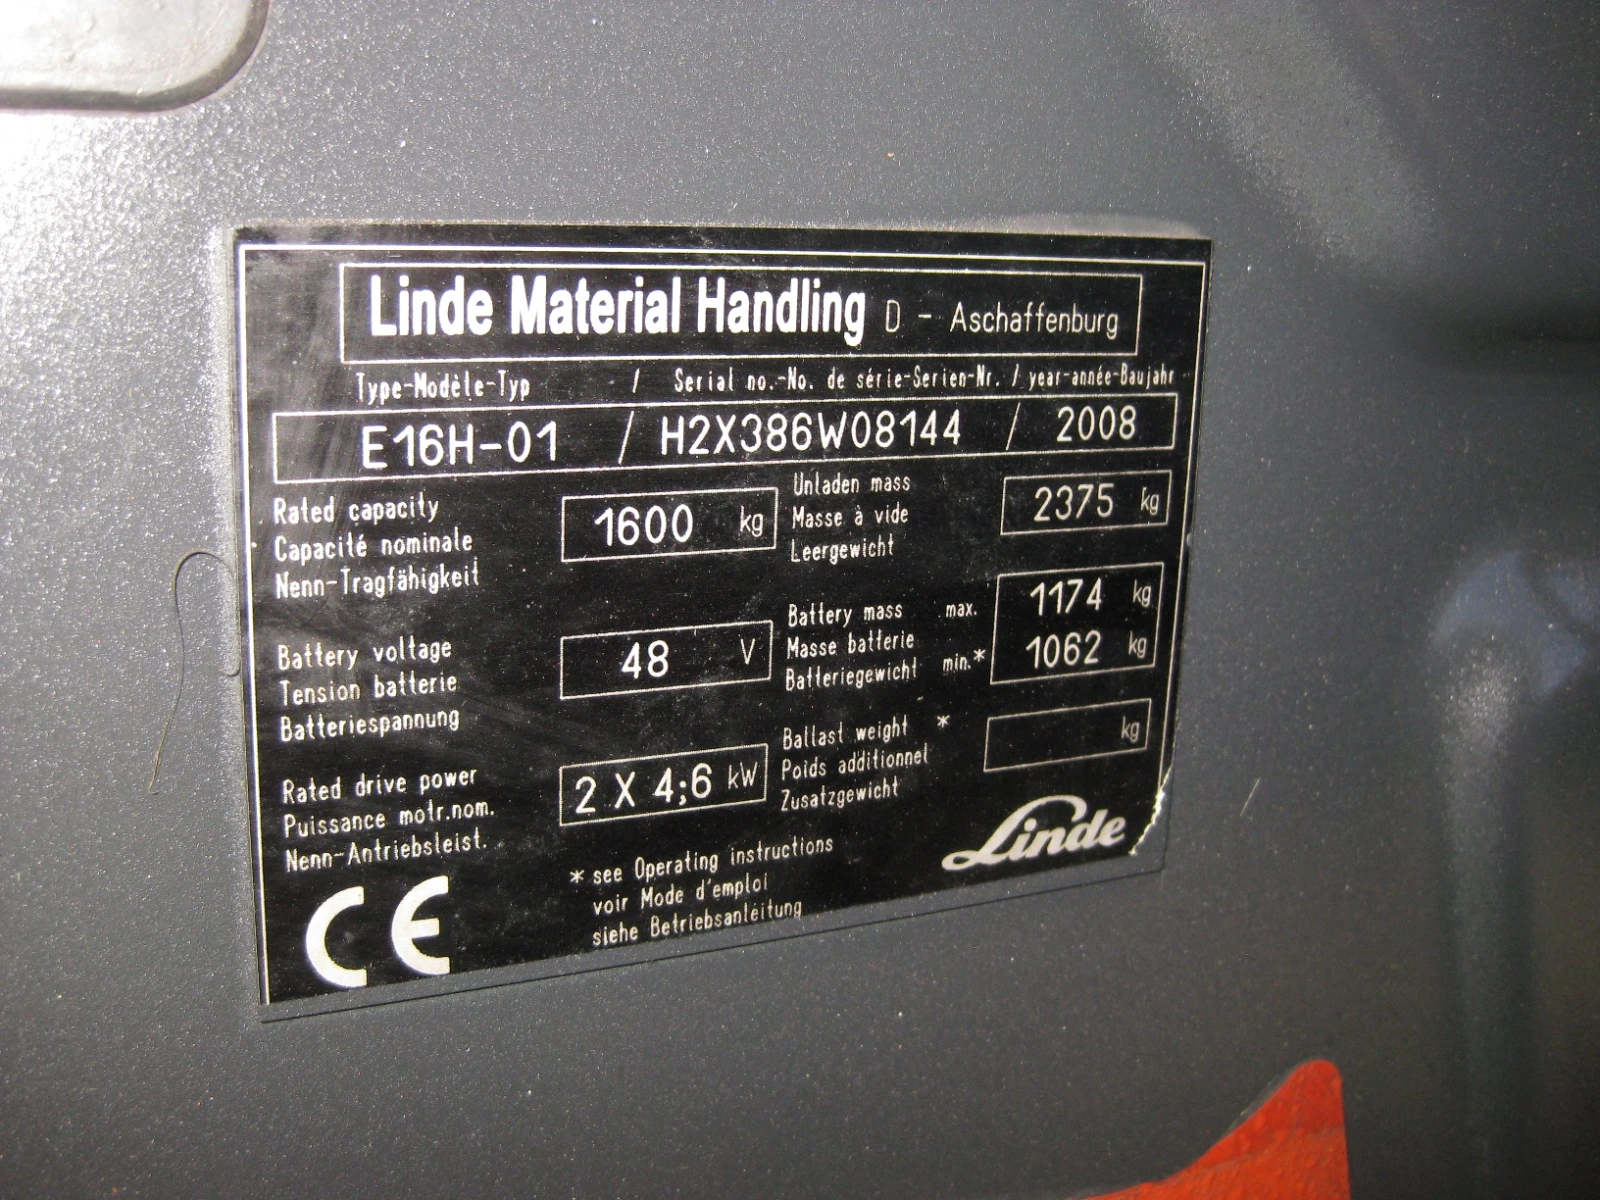 Linde Material Handling D - Aschaffenburg
Type-Modèle-Typ / Serial no.-No. de série-Serien-Nr. / year-année-Baujahr
E16H-01 / H2X386W08144 / 2008
Rated capacity
Capacité nominale
Nenn-Tragfähigkeit
1600 kg
Unladen mass
Masse à vide
Leergewicht
2375 kg
Battery voltage
Tension batterie
Batteriespannung
48 V
Battery mass max. 1174 kg
Masse batterie
Batteriegewicht min.* 1062 kg
Rated drive power
Puissance motr.nom.
Nenn-Antriebsleist.
2 X 4;6 kW
Ballast weight *
Poids additionnel
Zusatzgewicht
kg
CE
* see Operating instructions
voir Mode d'emploi
siehe Betriebsanleitung
Linde